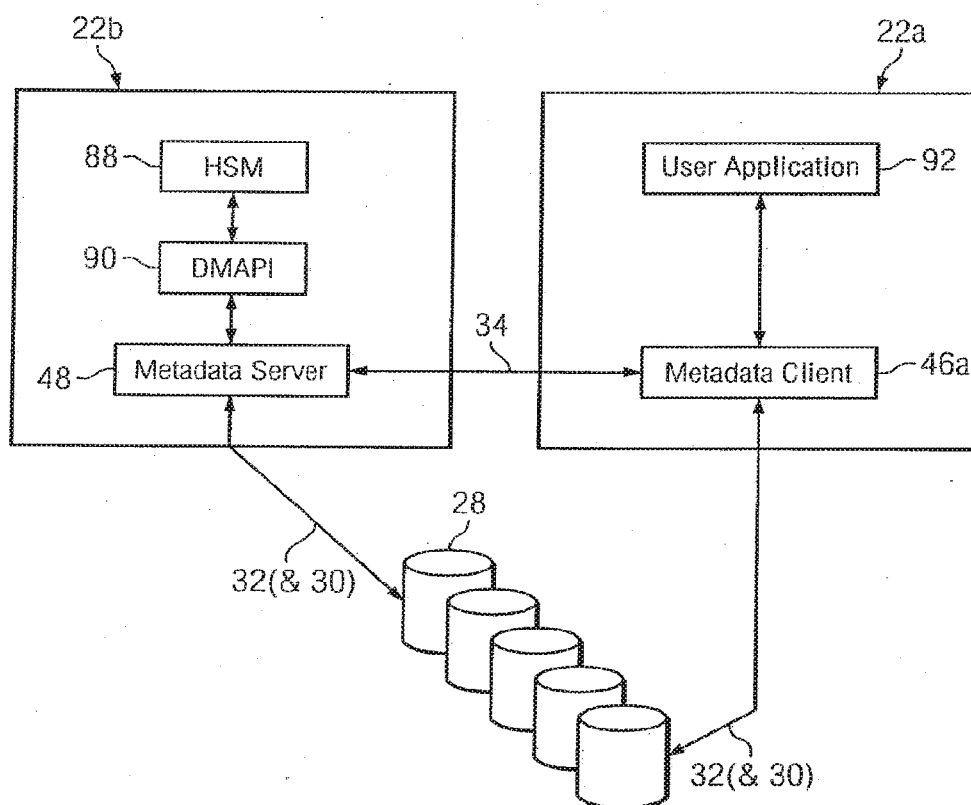 22b
22a
88
HSM
User Application
92
90
DMAPI
34
48
Metadata Server
Metadata Client
46a
28
32(& 30)
32(& 30)